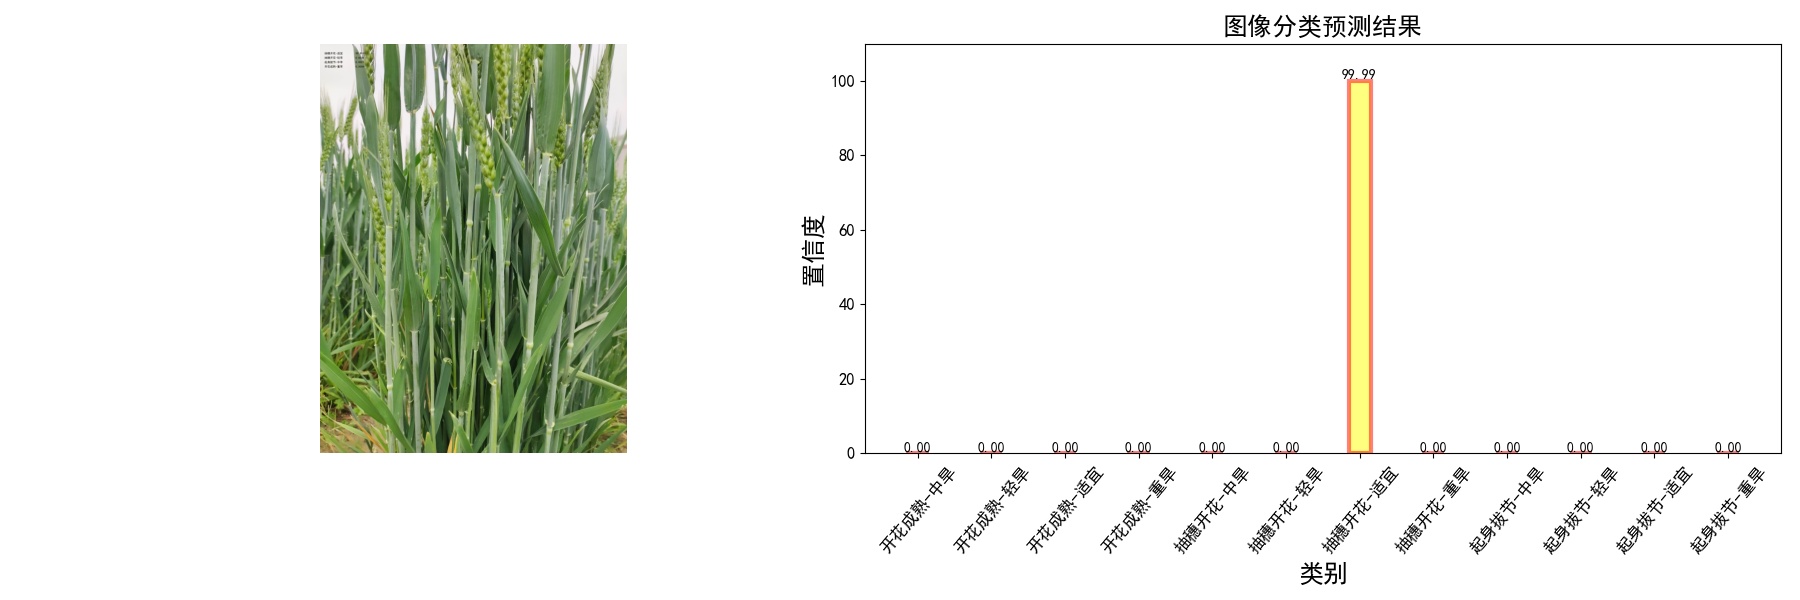 图像分类预测结果
置信度
100
80
60
40
20
0
0.00
0.00
0.00
0.00
0.00
0.00
99.99
0.00
0.00
0.00
0.00
0.00
开花成熟-中旱
开花成熟-轻旱
开花成熟-适宜
开花成熟-重旱
抽穗开花-中旱
抽穗开花-轻旱
抽穗开花-适宜
抽穗开花-重旱
起身拔节-中旱
起身拔节-轻旱
起身拔节-适宜
起身拔节-重旱
类别